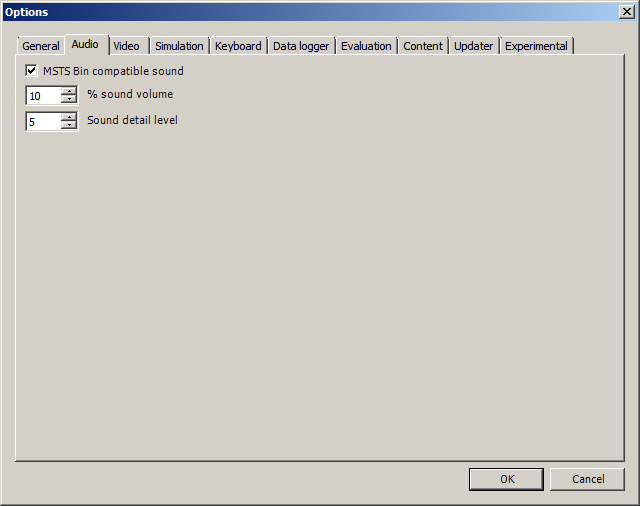 Options
General Audio Video Simulation Keyboard Data logger Evaluation Content Updater Experimental
MSTS Bin compatible sound
10 % sound volume
5 Sound detail level
OK Cancel